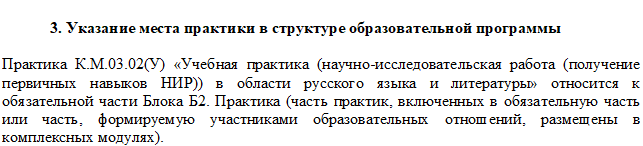 3. Указание места практики в структуре образовательной программы
Практика К.М.03.02(У) «Учебная практика (научно-исследовательская работа (получение
первичных навыков НИР)) в области русского языка и литературы» относится к
обязательной части Блока Б2. Практика (часть практик, включенных в обязательную часть
или часть, формируемую участниками образовательных отношений, размещены в
комплексных модулях).